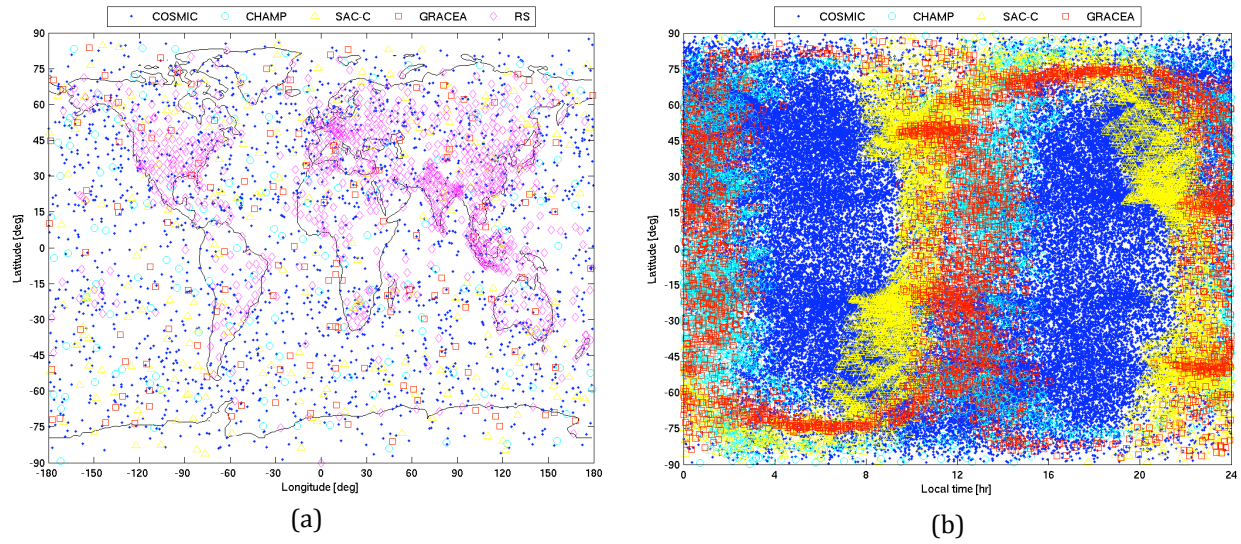 COSMIC CHAMP SAC-C GRACEA RS
90
75
60
45
30
15
0
-15
-30
-45
-60
-75
-90
Latitude [deg]
-180 -150 -120 -90 -60 -30 0 30 60 90 120 150 180
Longitude [deg]
(a)
COSMIC CHAMP SAC-C GRACEA
90
75
60
45
30
15
0
-15
-30
-45
-60
-75
-90
Latitude [deg]
0 4 8 12 16 20 24
Local time [hr]
(b)